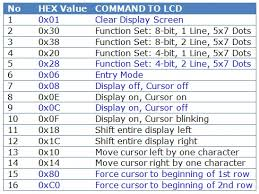 No HEX Value COMMAND TO LCD
1 0x01 Clear Display Screen
2 0x30 Function Set: 8-bit, 1 Line, 5x7 Dots
3 0x38 Function Set: 8-bit, 2 Line, 5x7 Dots
4 0x20 Function Set: 4-bit, 1 Line, 5x7 Dots
5 0x28 Function Set: 4-bit, 2 Line, 5x7 Dots
6 0x06 Entry Mode
7 0x08 Display off, Cursor off
8 0x0E Display on, Cursor on
9 0x0C Display on, Cursor off
10 0x0F Display on, Cursor blinking
11 0x18 Shift entire display left
12 0x1C Shift entire display right
13 0x10 Move cursor left by one character
14 0x14 Move cursor right by one character
15 0x80 Force cursor to beginning of 1st row
16 0xC0 Force cursor to beginning of 2nd row